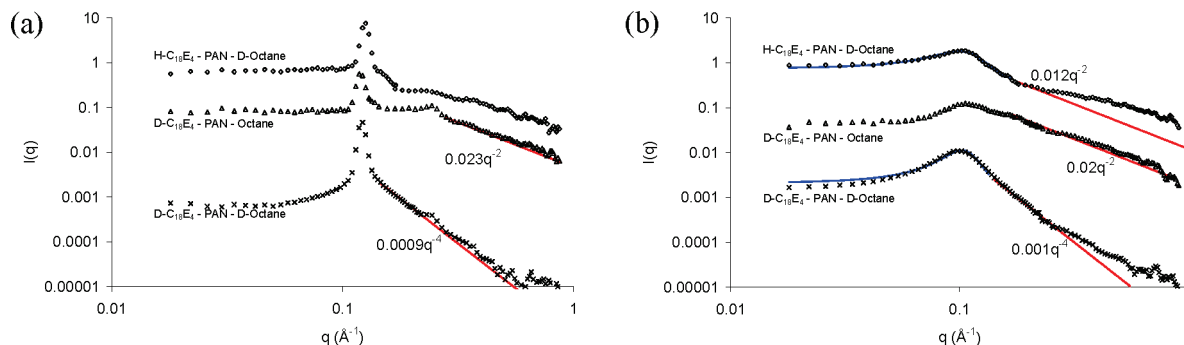 (a)
10
1
0.1
0.01
0.001
0.0001
0.00001
I(q)
H-C₁₈E₄ - PAN - D-Octane
D-C₁₈E₄ - PAN - Octane
0.023q⁻²
D-C₁₈E₄ - PAN - D-Octane
0.0009q⁻⁴
0.01
0.1
1
q (Å⁻¹)
(b)
10
1
0.1
0.01
0.001
0.0001
0.00001
I(q)
H-C₁₈E₄ - PAN - D-Octane
0.012q⁻²
D-C₁₈E₄ - PAN - Octane
0.02q⁻²
D-C₁₈E₄ - PAN - D-Octane
0.001q⁻⁴
0.01
0.1
q (Å⁻¹)